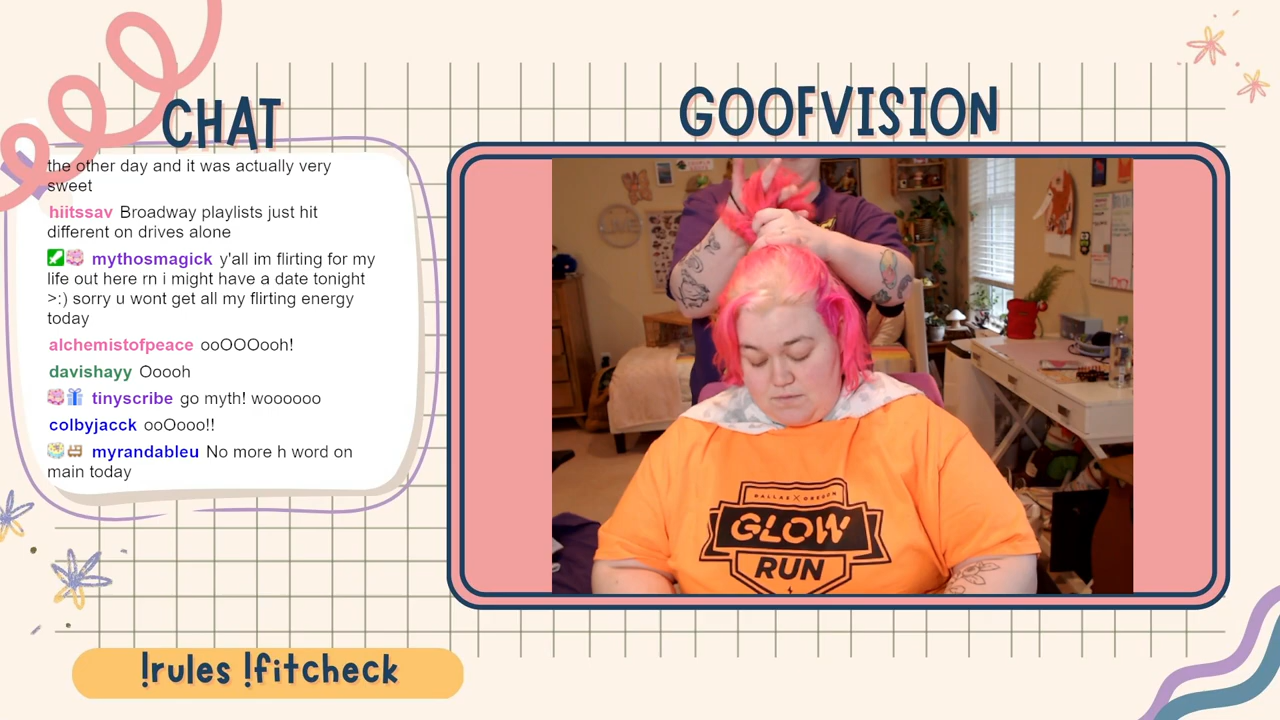 CHAT
the other day and it was actually very
sweet
hiitssav Broadway playlists just hit
different on drives alone
mythosmagick y'all im flirting for my
life out here rn i might have a date tonight
>:) sorry u wont get all my flirting energy
today
alchemistofpeace ooOOOooh!
davishayy Ooooh
tinyscribe go myth! woooooo
colbyjacck ooOooo!!
myrandableu No more h word on
main today
GOOFVISION
DALLAS X OREGON
GLOW
RUN
!rules !fitcheck